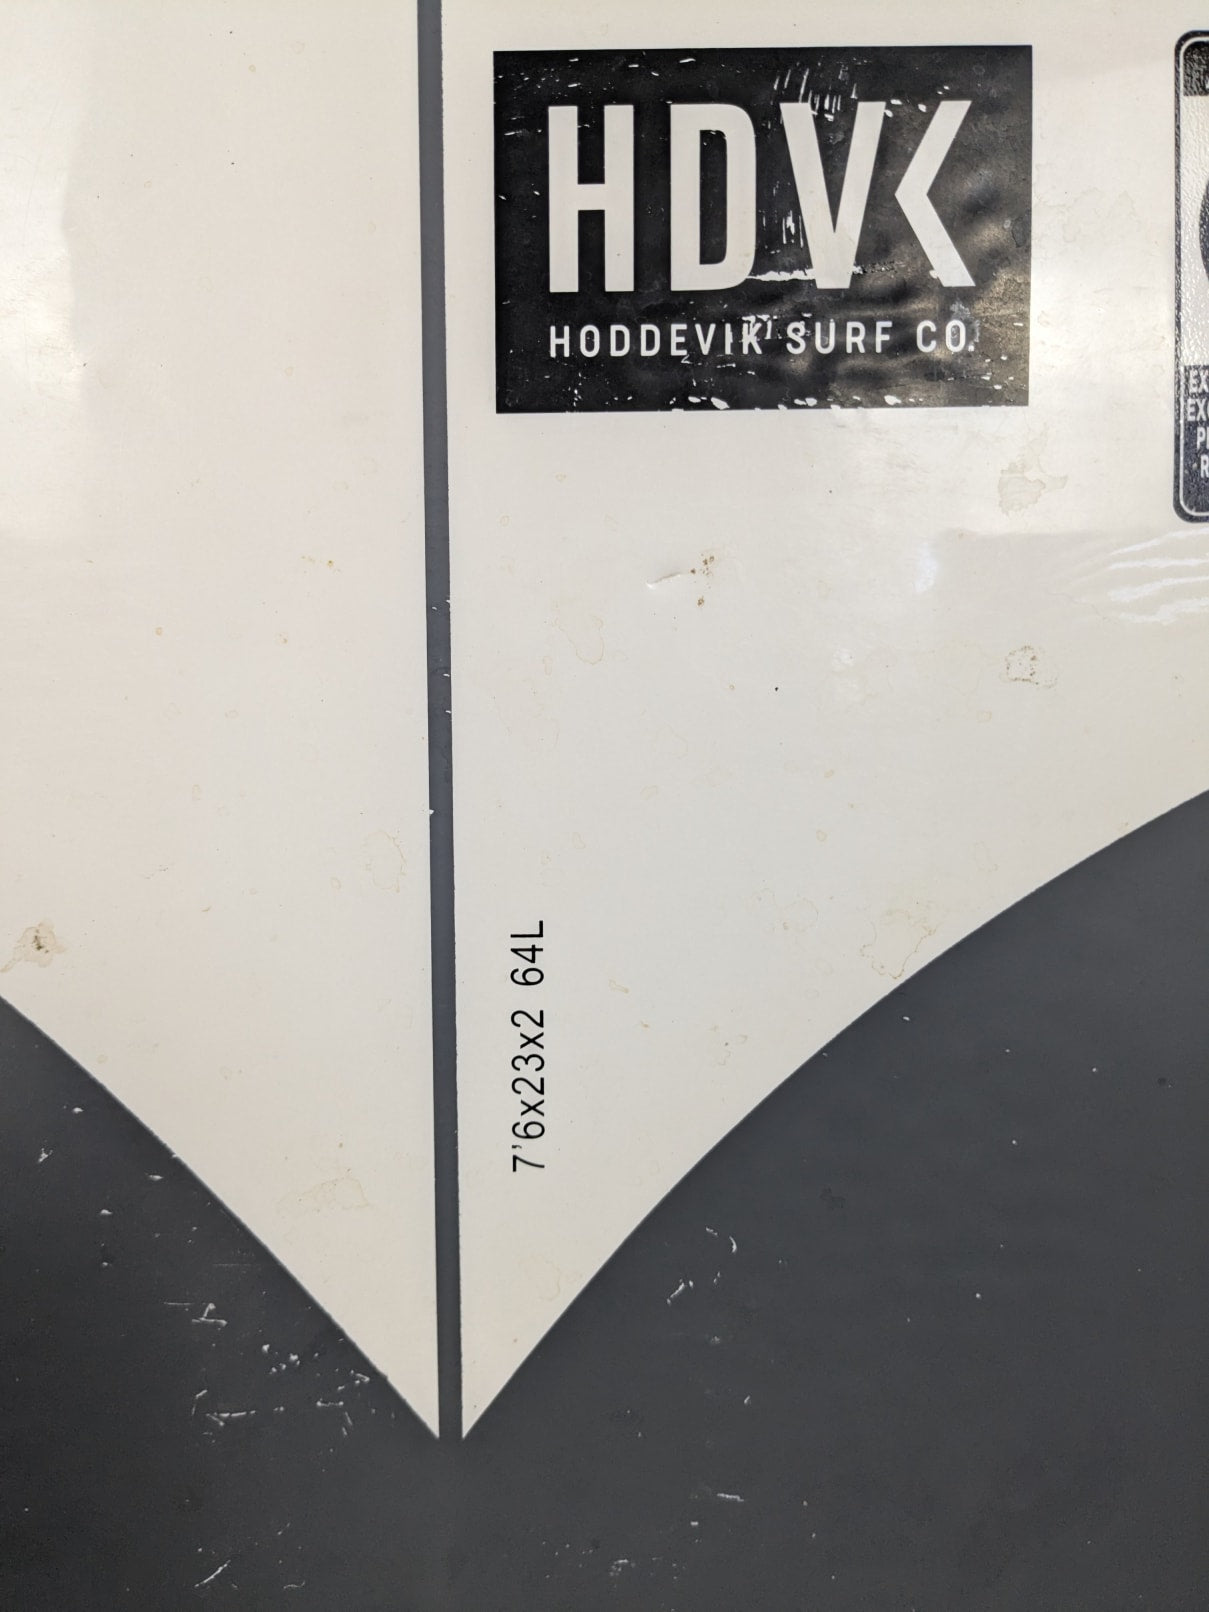 HDVK
HODDEVIK SURF CO.
7'6x23x2 64L